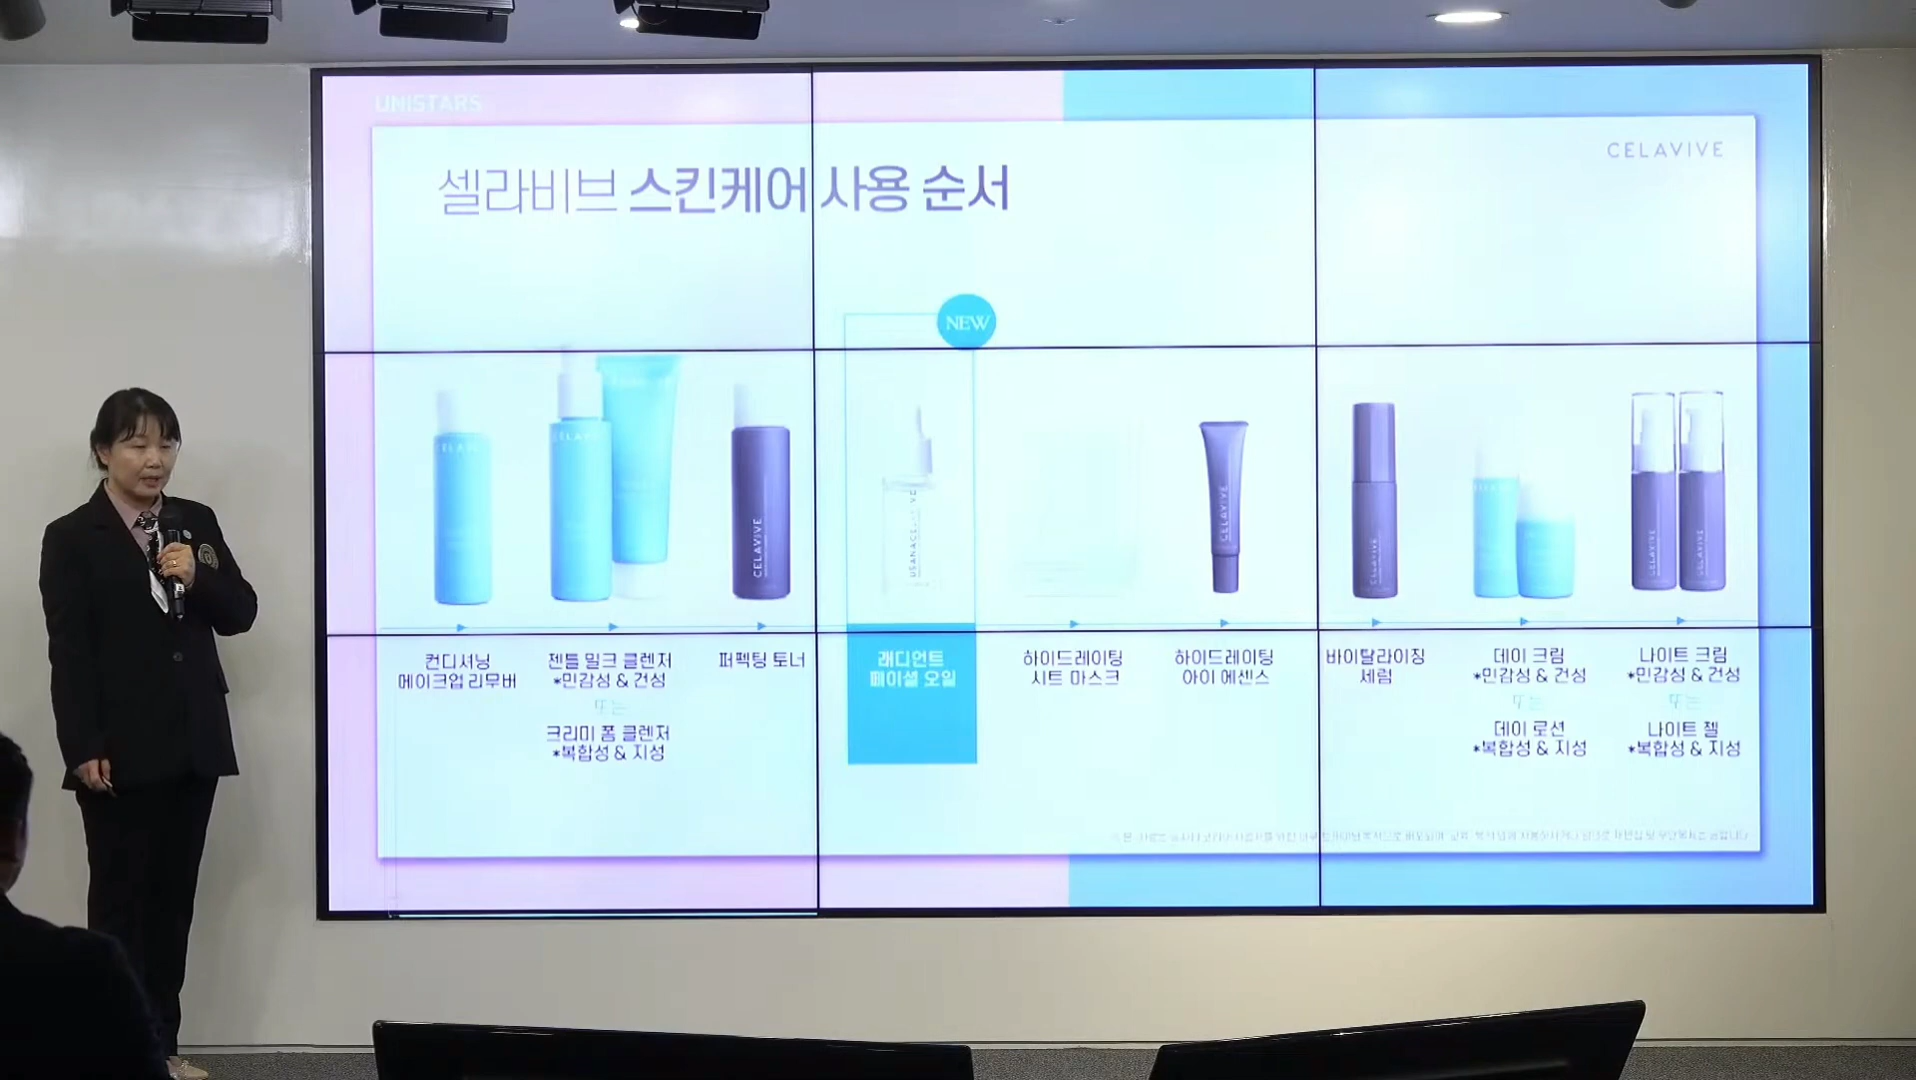 UNISTARS
CELAVIVE
셀라비브 스킨케어 사용 순서
NEW
CELAVIVE
USANA
CELAVIVE
CELAVIVE
CELAVIVE
CELAVIVE
컨디셔닝
메이크업 리무버
젠틀 밀크 클렌저
*민감성 & 건성
또는
크리미 폼 클렌저
*복합성 & 지성
퍼펙팅 토너
래디언트
페이셜 오일
하이드레이팅
시트 마스크
하이드레이팅
아이 에센스
바이탈라이징
세럼
데이 크림
*민감성 & 건성
또는
데이 로션
*복합성 & 지성
나이트 크림
*민감성 & 건성
또는
나이트 젤
*복합성 & 지성